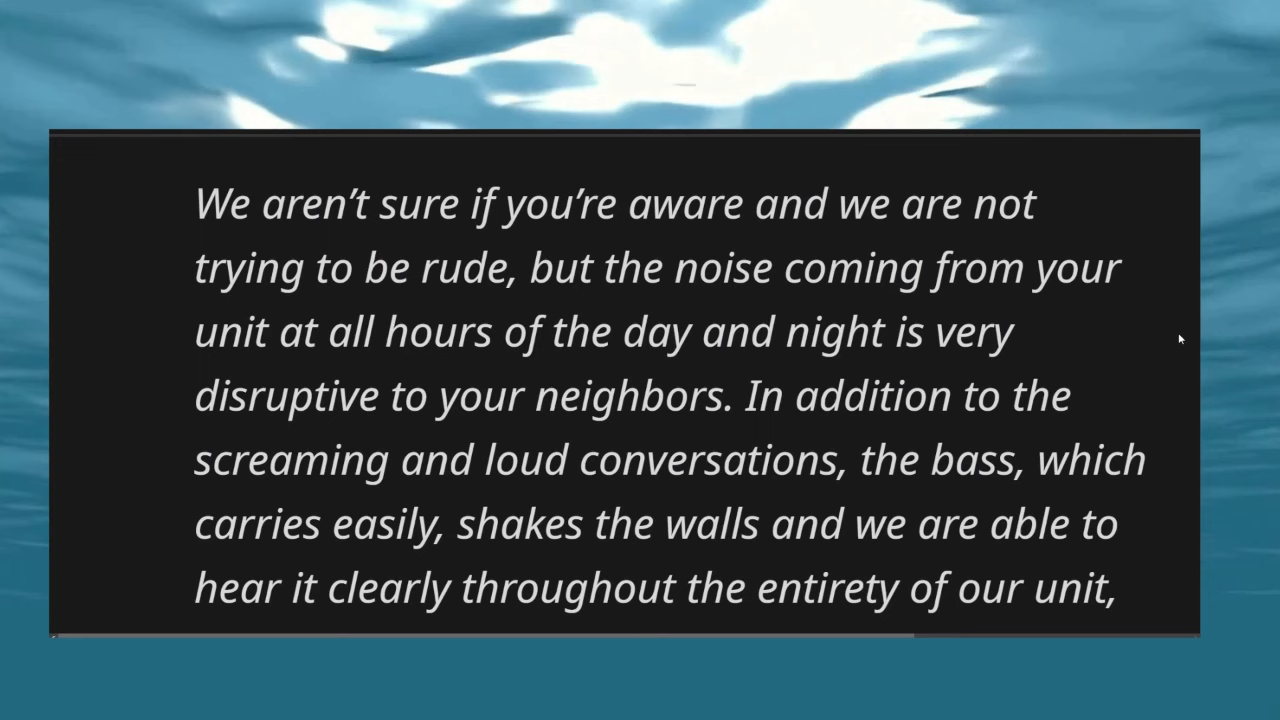 We aren’t sure if you’re aware and we are not
trying to be rude, but the noise coming from your
unit at all hours of the day and night is very
disruptive to your neighbors. In addition to the
screaming and loud conversations, the bass, which
carries easily, shakes the walls and we are able to
hear it clearly throughout the entirety of our unit,